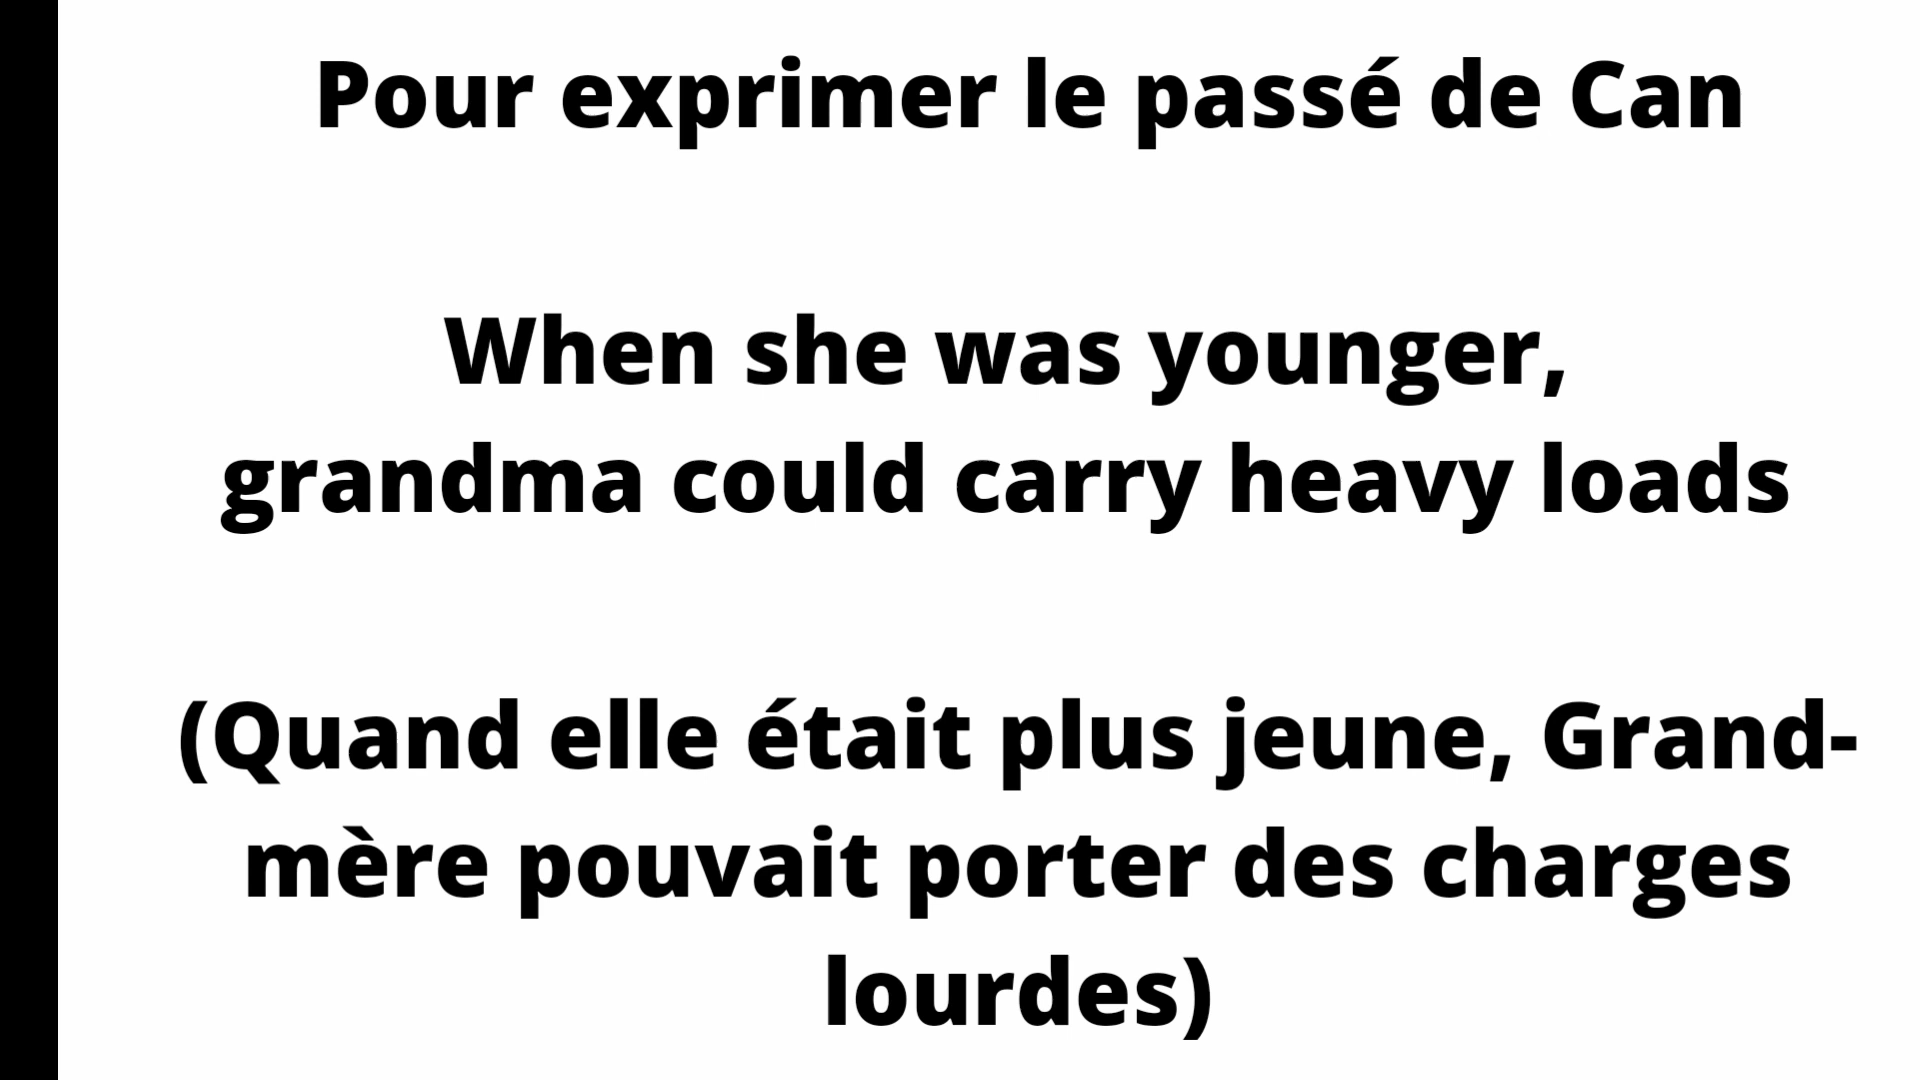 Pour exprimer le passé de Can
When she was younger,
grandma could carry heavy loads
(Quand elle était plus jeune, Grand-
mère pouvait porter des charges
lourdes)